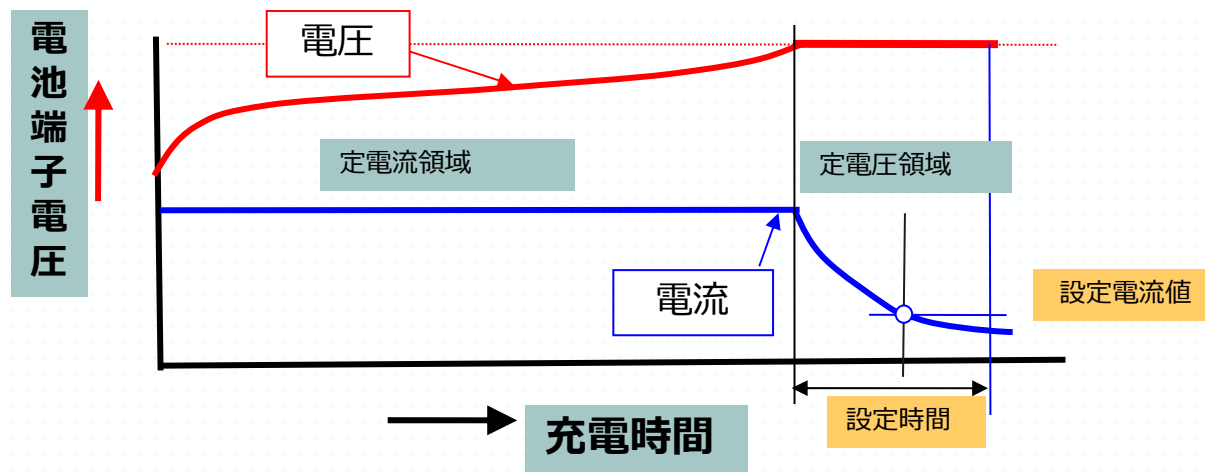 電池端子電圧
電圧
定電流領域
定電圧領域
電流
設定電流値
設定時間
充電時間